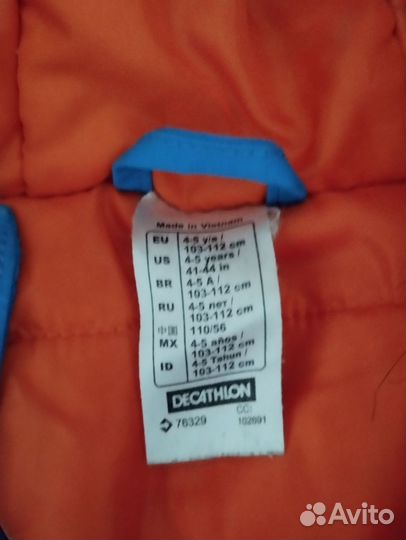 Made in Vietnam
EU 4-5 y/a / 103-112 cm
US 4-5 years / 41-44 in
BR 4-5 A / 103-112 cm
RU 4-5 лет / 103-112 cm
中国 110/56
MX 4-5 años / 103-112 cm
ID 4-5 Tahun / 103-112 cm
DECATHLON
76329 CC: 102691
Avito